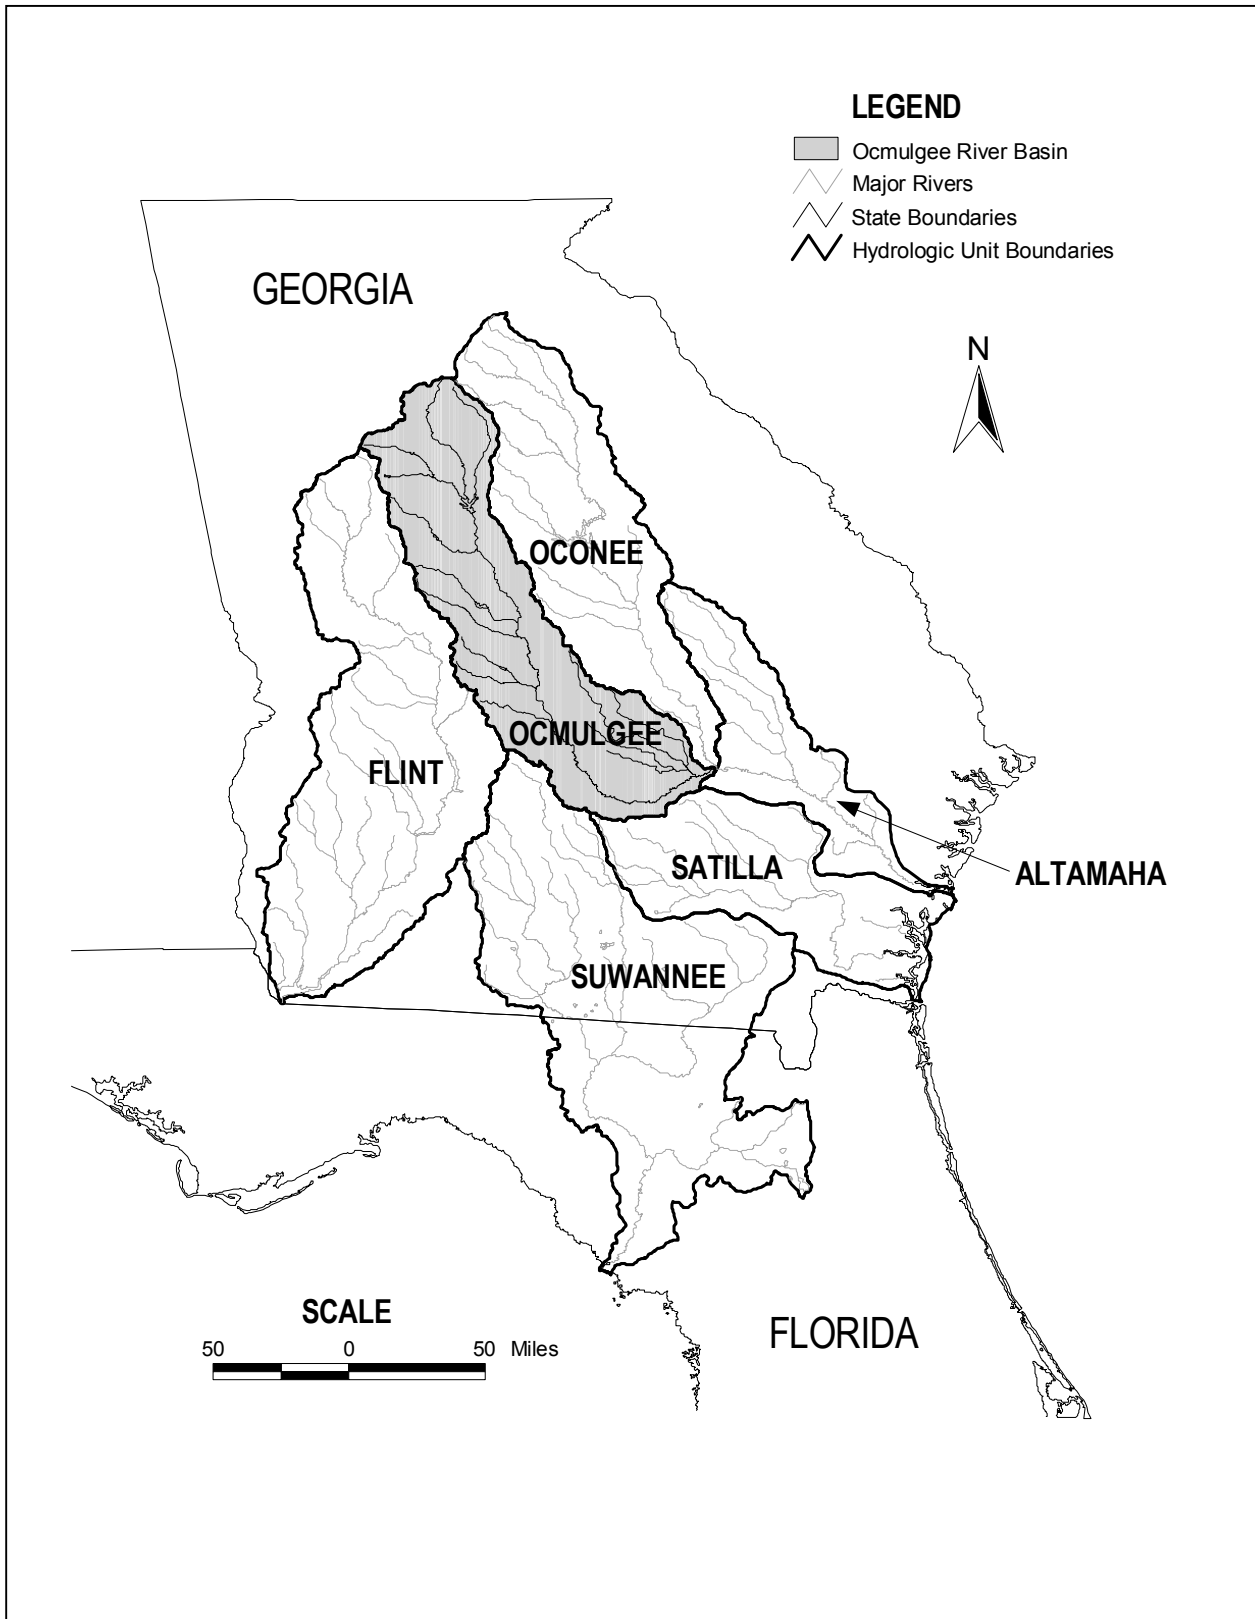 LEGEND
Ocmulgee River Basin
Major Rivers
State Boundaries
Hydrologic Unit Boundaries
GEORGIA
N
OCONEE
OCMULGEE
FLINT
SATILLA
ALTAMAHA
SUWANNEE
SCALE
50 0 50 Miles
FLORIDA